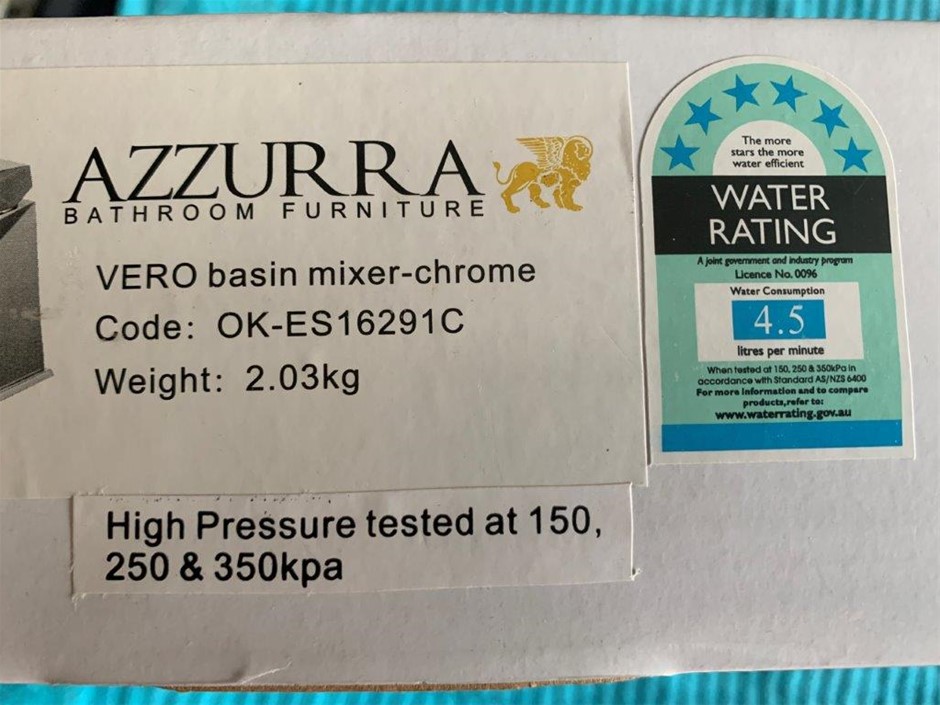 AZZURRA
BATHROOM FURNITURE
VERO basin mixer-chrome
Code: OK-ES16291C
Weight: 2.03kg
High Pressure tested at 150,
250 & 350kpa
The more
stars the more
water efficient
WATER
RATING
A joint government and industry program
Licence No. 0096
Water Consumption
4.5
litres per minute
When tested at 150, 250 & 350kPa in
accordance with Standard AS/NZS 6400
For more information and to compare
products,refer to:
www.waterrating.gov.au